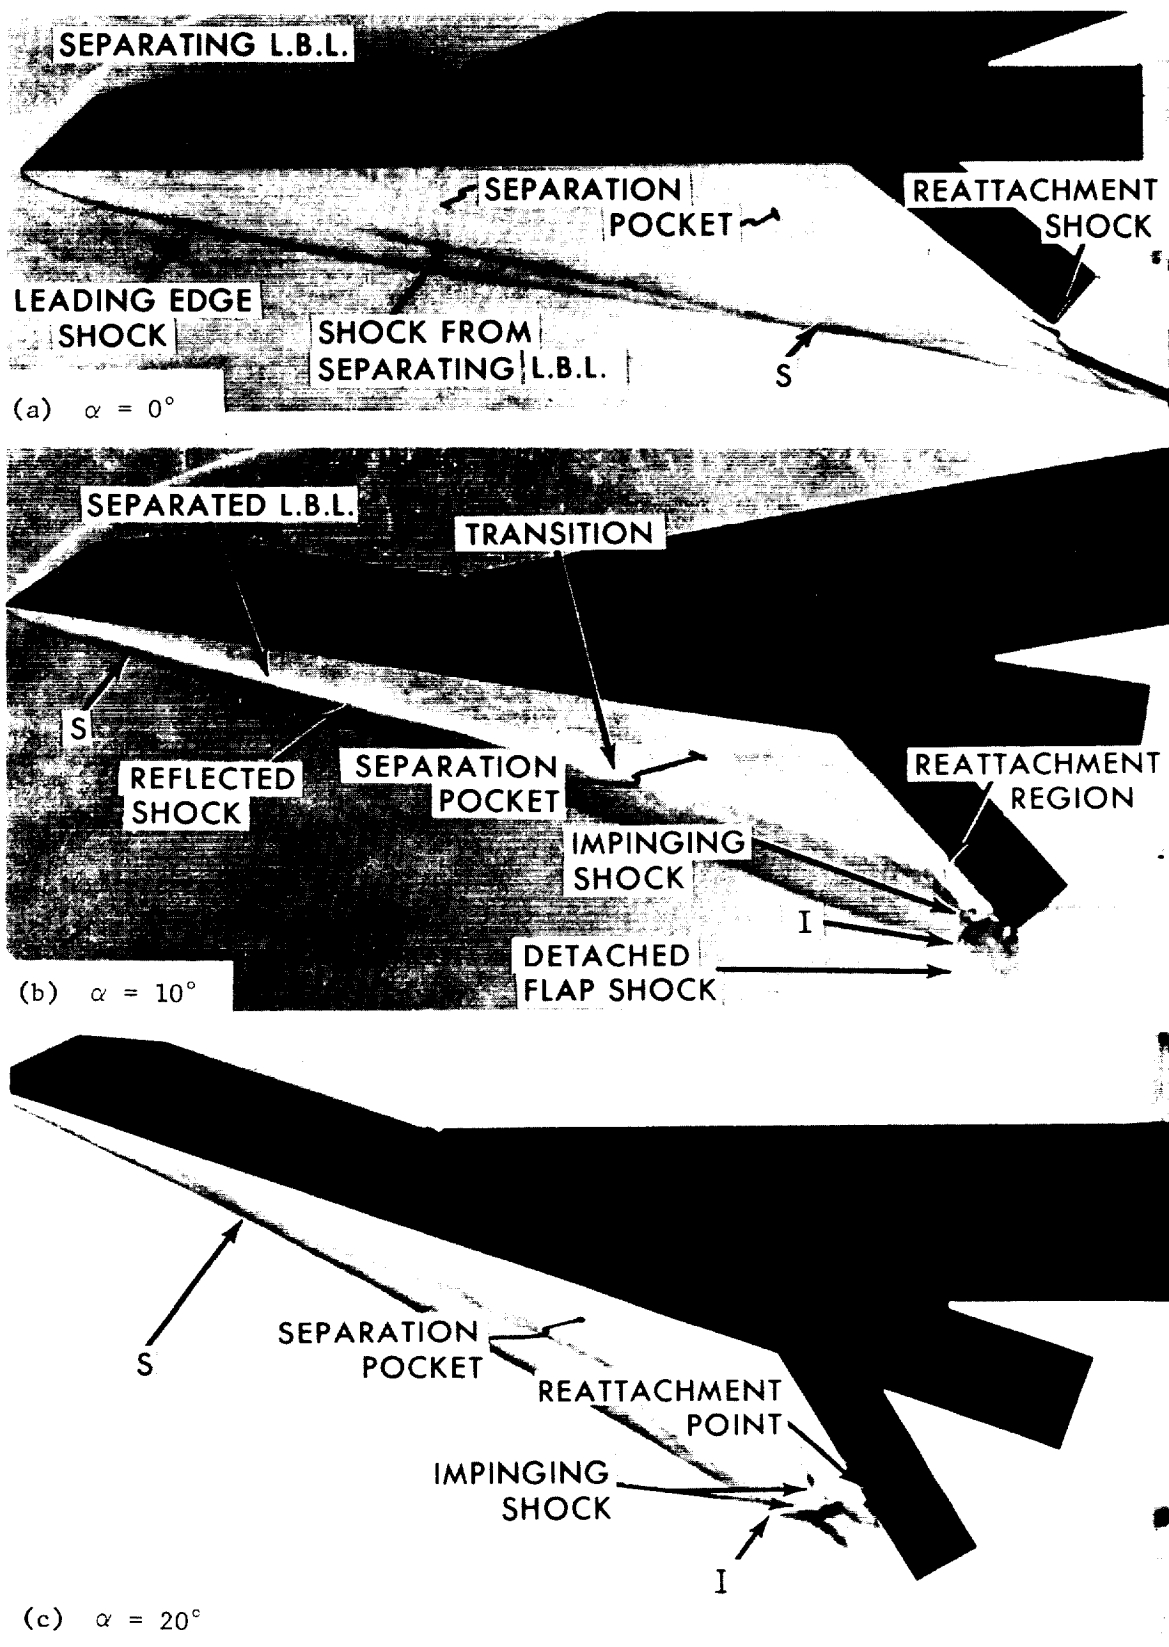 SEPARATING L.B.L.
SEPARATION
POCKET
REATTACHMENT
SHOCK
LEADING EDGE
SHOCK
SHOCK FROM
SEPARATING L.B.L.
S
(a) α = 0°
SEPARATED L.B.L.
TRANSITION
S
REFLECTED
SHOCK
SEPARATION
POCKET
REATTACHMENT
REGION
IMPINGING
SHOCK
I
DETACHED
FLAP SHOCK
(b) α = 10°
S
SEPARATION
POCKET
REATTACHMENT
POINT
IMPINGING
SHOCK
I
(c) α = 20°